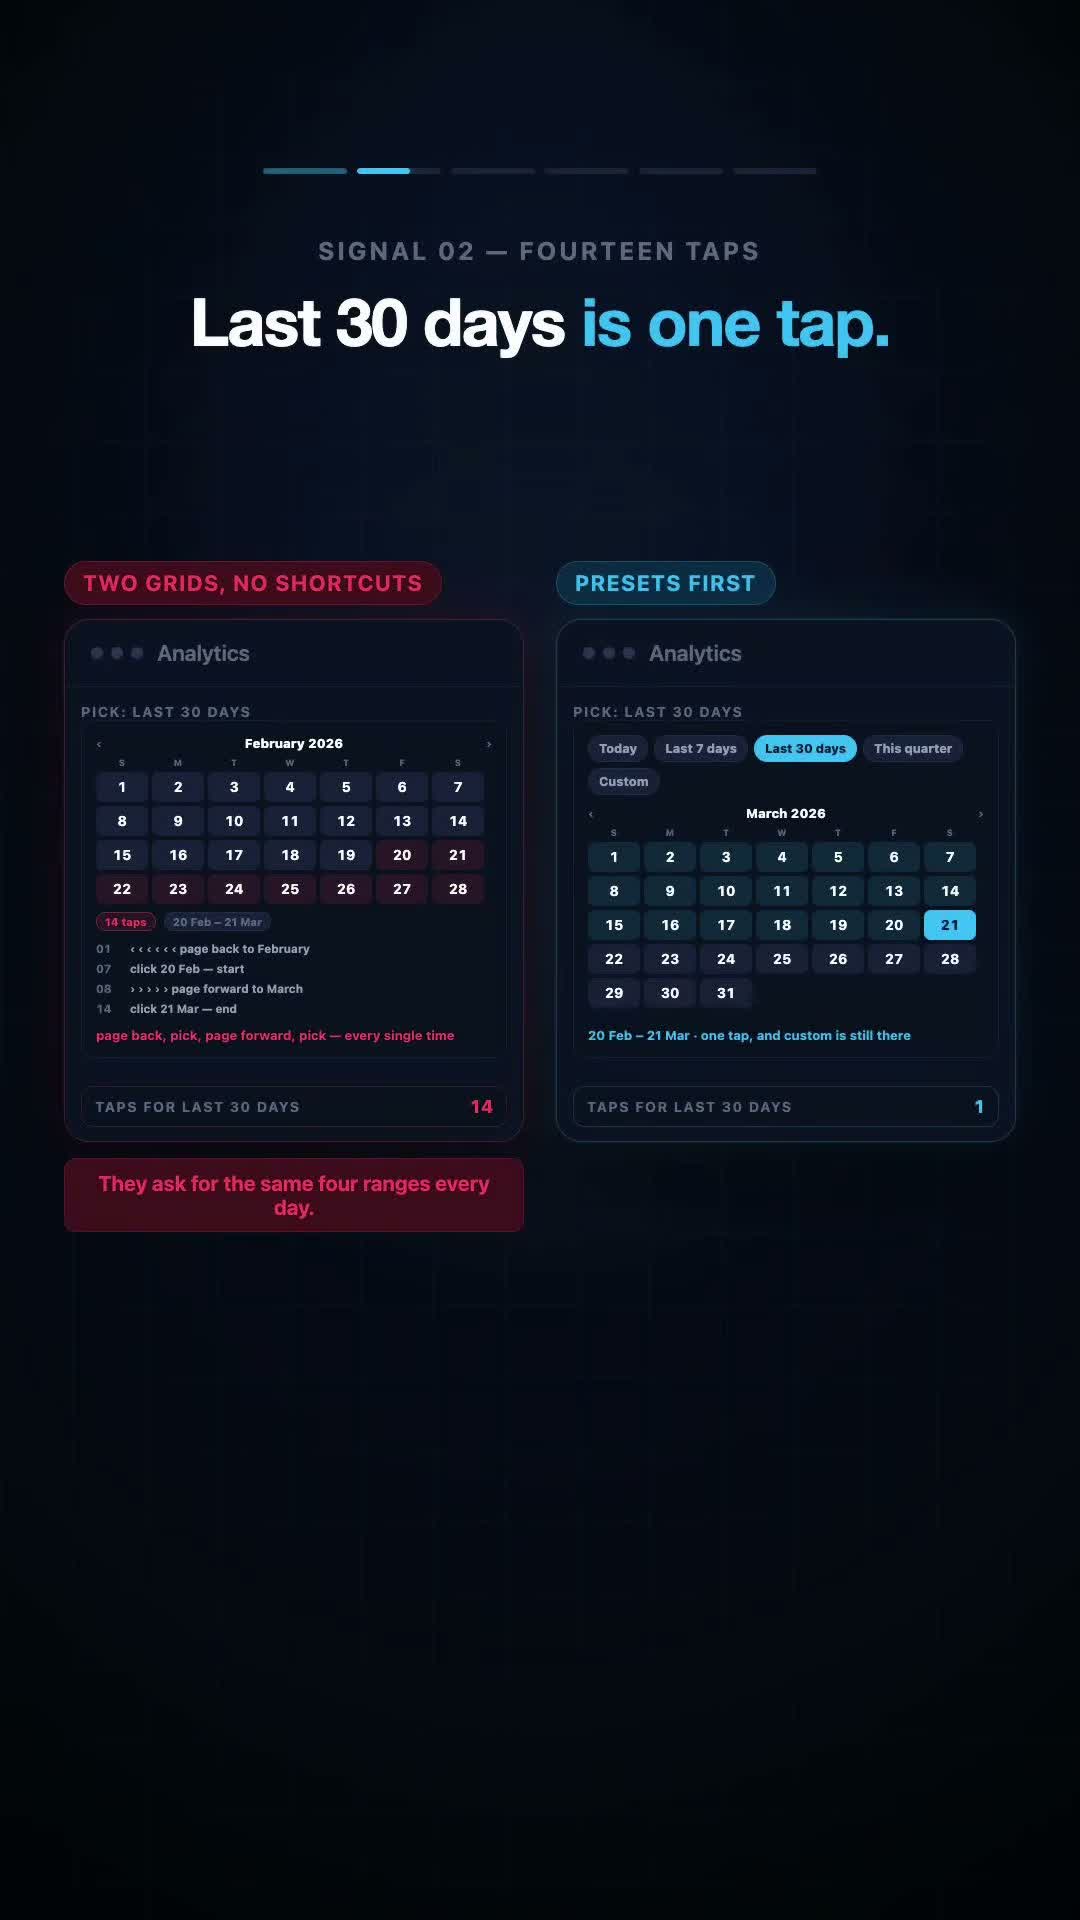 SIGNAL 02 — FOURTEEN TAPS
Last 30 days is one tap.
TWO GRIDS, NO SHORTCUTS
Analytics
PICK: LAST 30 DAYS
‹ February 2026 ›
S M T W T F S
1 2 3 4 5 6 7
8 9 10 11 12 13 14
15 16 17 18 19 20 21
22 23 24 25 26 27 28
14 taps 20 Feb – 21 Mar
01 ‹ ‹ ‹ ‹ ‹ ‹ page back to February
07 click 20 Feb — start
08 › › › › › page forward to March
14 click 21 Mar — end
page back, pick, page forward, pick — every single time
TAPS FOR LAST 30 DAYS 14
They ask for the same four ranges every
day.
PRESETS FIRST
Analytics
PICK: LAST 30 DAYS
Today Last 7 days Last 30 days This quarter
Custom
‹ March 2026 ›
S M T W T F S
1 2 3 4 5 6 7
8 9 10 11 12 13 14
15 16 17 18 19 20 21
22 23 24 25 26 27 28
29 30 31
20 Feb – 21 Mar · one tap, and custom is still there
TAPS FOR LAST 30 DAYS 1